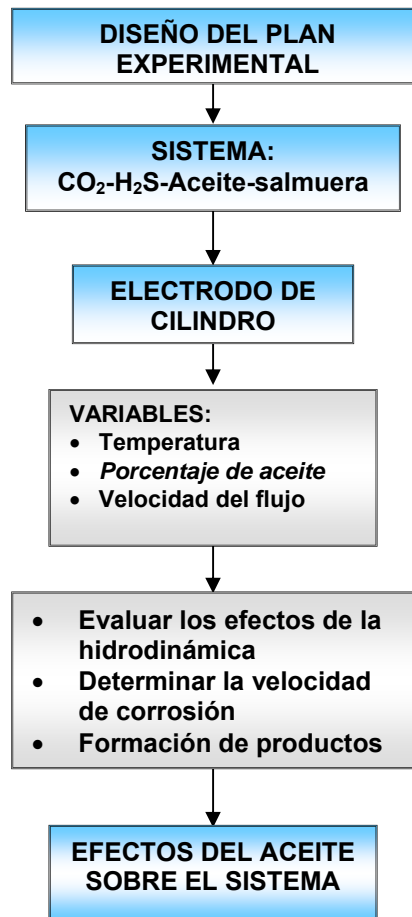 DISEÑO DEL PLAN
EXPERIMENTAL
SISTEMA:
CO₂-H₂S-Aceite-salmuera
ELECTRODO DE
CILINDRO
VARIABLES:
• Temperatura
• Porcentaje de aceite
• Velocidad del flujo
• Evaluar los efectos de la
hidrodinámica
• Determinar la velocidad
de corrosión
• Formación de productos
EFECTOS DEL ACEITE
SOBRE EL SISTEMA